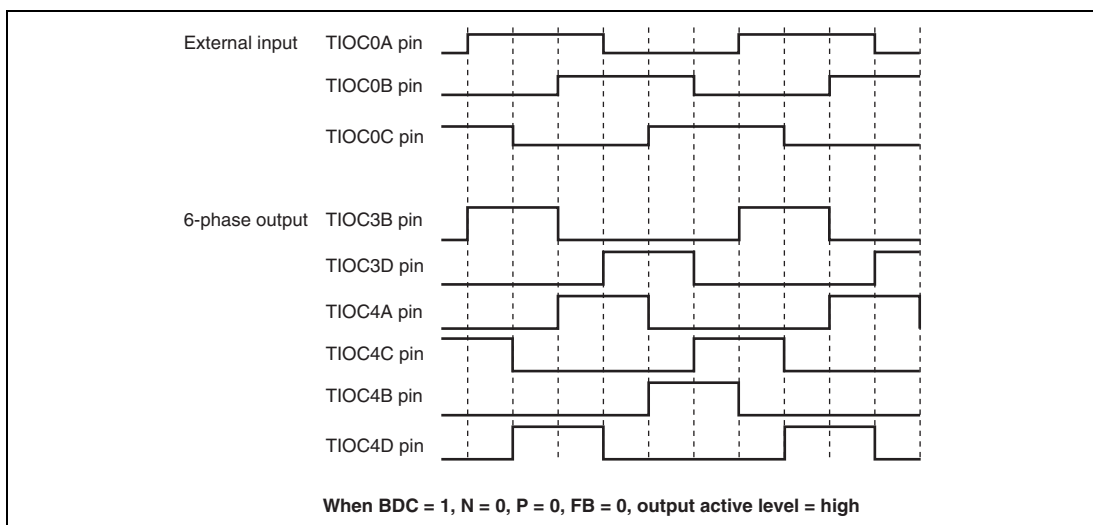 External input TIOC0A pin
TIOC0B pin
TIOC0C pin
6-phase output TIOC3B pin
TIOC3D pin
TIOC4A pin
TIOC4C pin
TIOC4B pin
TIOC4D pin
When BDC = 1, N = 0, P = 0, FB = 0, output active level = high